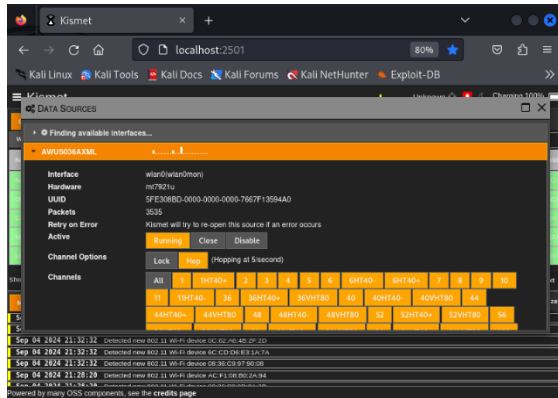 Kismet × +
localhost:2501 80%
Kali Linux Kali Tools Kali Docs Kali Forums Kali NetHunter Exploit-DB
DATA SOURCES
Finding available interfaces...
AWUS036AXML
Interface wlan0(wlan0mon)
Hardware mt7921u
UUID 5FE308BD-0000-0000-0000-7667F13594A0
Packets 3535
Retry on Error Kismet will try to re-open this source if an error occurs
Active Running Close Disable
Channel Options Lock Hop (Hopping at 5/second)
Channels All 1 1HT40+ 2 3 4 5 6 6HT40- 6HT40+ 7 8 9 10
11 11HT40- 36 36HT40+ 36VHT80 40 40HT40- 40VHT80 44
44HT40+ 44VHT80 48 48HT40- 48VHT80 52 52HT40+ 52VHT80 56
Sep 04 2024 21:32:32 Detected new 802.11 Wi-Fi device
Sep 04 2024 21:32:32 Detected new 802.11 Wi-Fi device 6C:CD:D6:E3:1A:7A
Sep 04 2024 21:28:32 Detected new 802.11 Wi-Fi device 08:36:C9:97:90:08
Sep 04 2024 21:28:20 Detected new 802.11 Wi-Fi device AC:F1:08:B0:2A:94
Powered by many OSS components, see the credits page